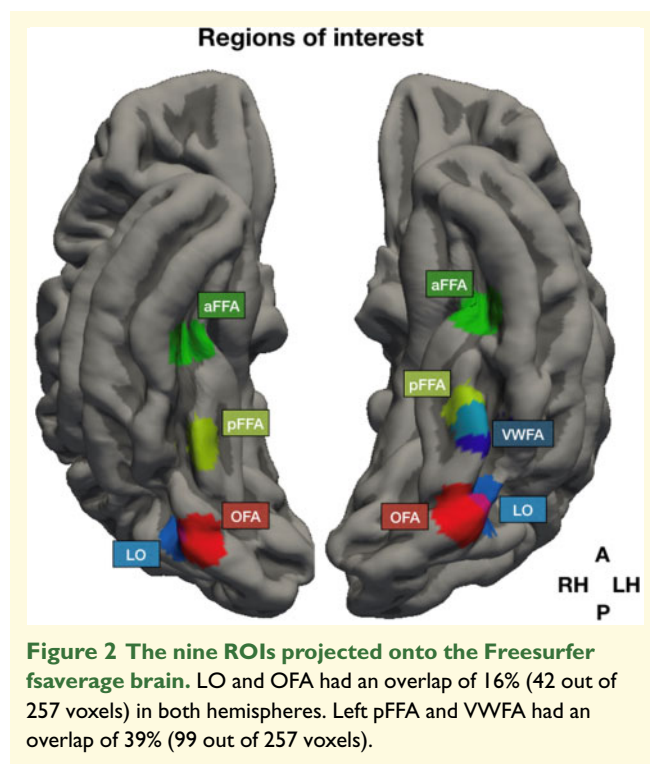 Regions of interest
aFFA
aFFA
pFFA
pFFA
VWFA
OFA
OFA
LO
LO
A
RH LH
P
Figure 2 The nine ROIs projected onto the Freesurfer
fsaverage brain. LO and OFA had an overlap of 16% (42 out of
257 voxels) in both hemispheres. Left pFFA and VWFA had an
overlap of 39% (99 out of 257 voxels).